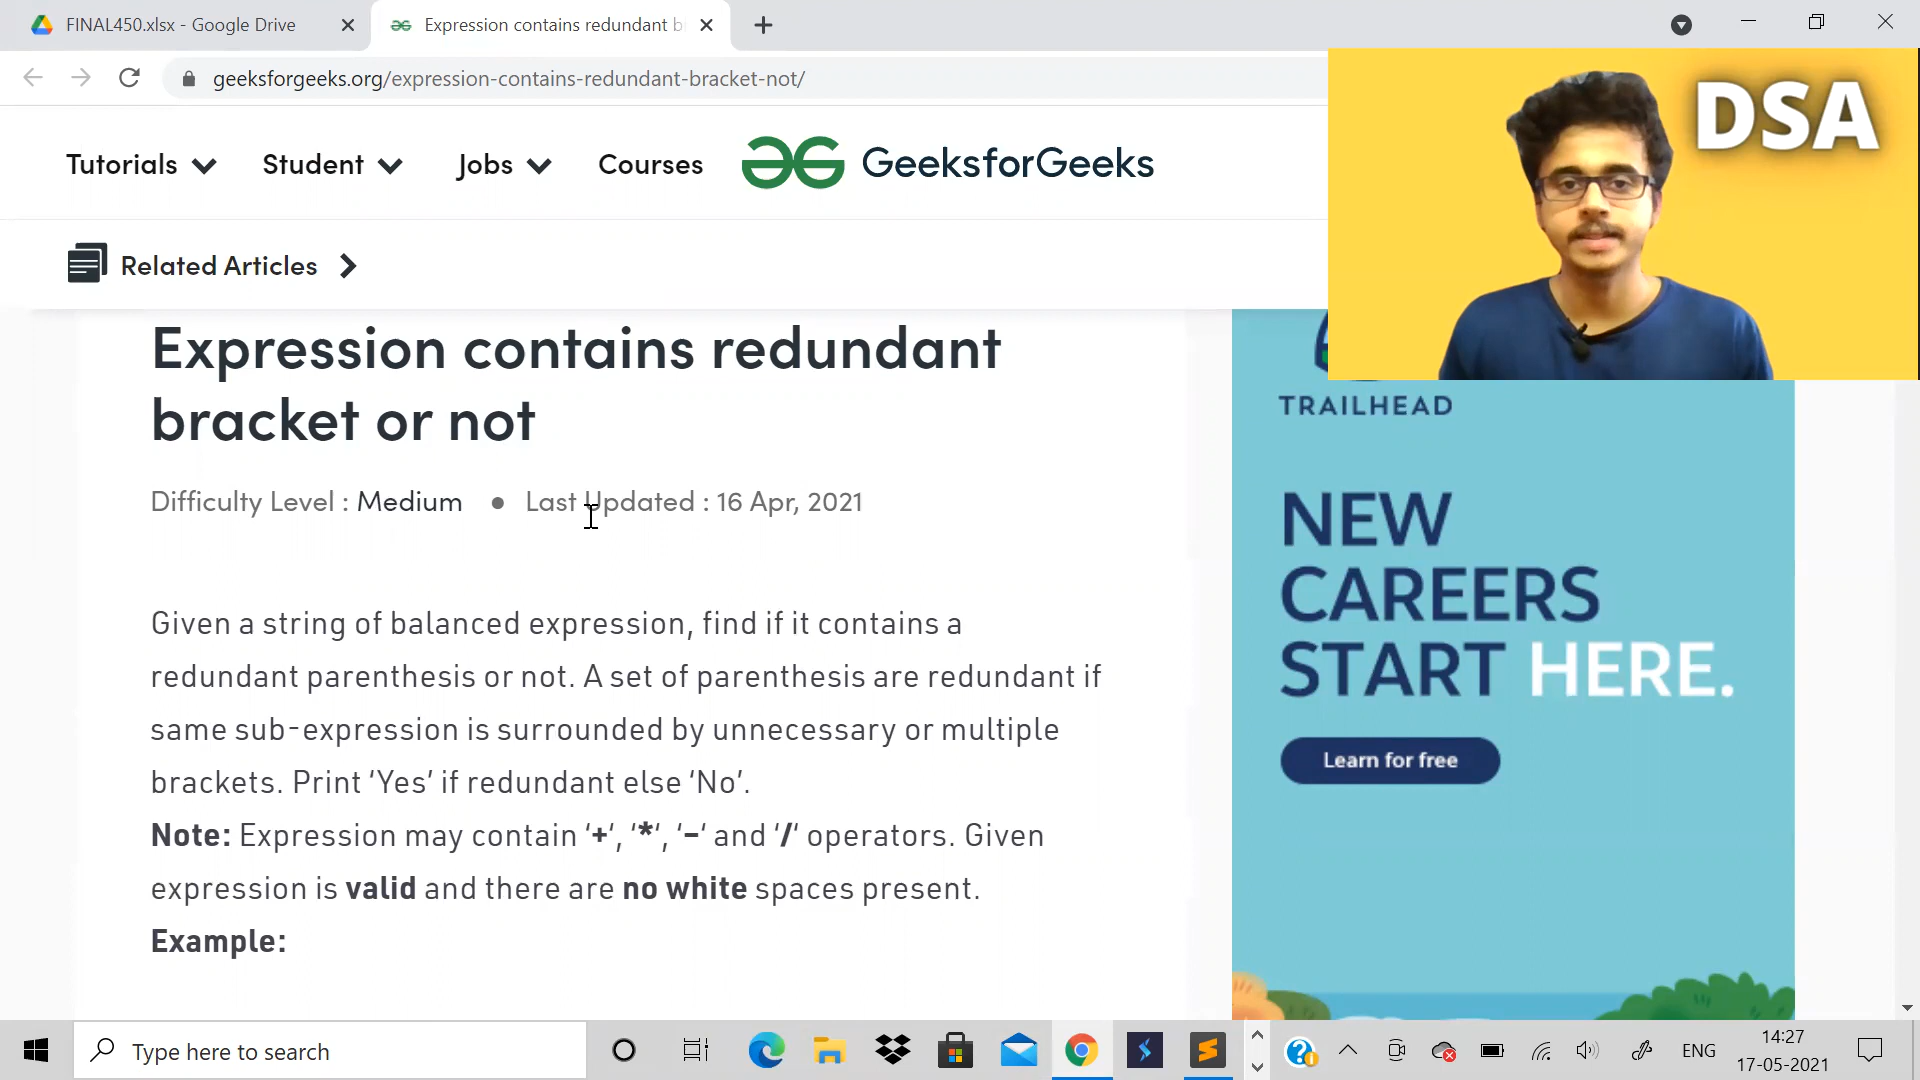 FINAL450.xlsx - Google Drive
Expression contains redundant b
geeksforgeeks.org/expression-contains-redundant-bracket-not/
DSA
Tutorials
Student
Jobs
Courses
GeeksforGeeks
Related Articles
Expression contains redundant
bracket or not
Difficulty Level : Medium ● Last Updated : 16 Apr, 2021
Given a string of balanced expression, find if it contains a
redundant parenthesis or not. A set of parenthesis are redundant if
same sub-expression is surrounded by unnecessary or multiple
brackets. Print ‘Yes’ if redundant else ‘No’.
Note: Expression may contain ‘+‘, ‘*‘, ‘–‘ and ‘/‘ operators. Given
expression is valid and there are no white spaces present.
Example:
TRAILHEAD
NEW
CAREERS
START HERE.
Learn for free
Type here to search
ENG
14:27
17-05-2021